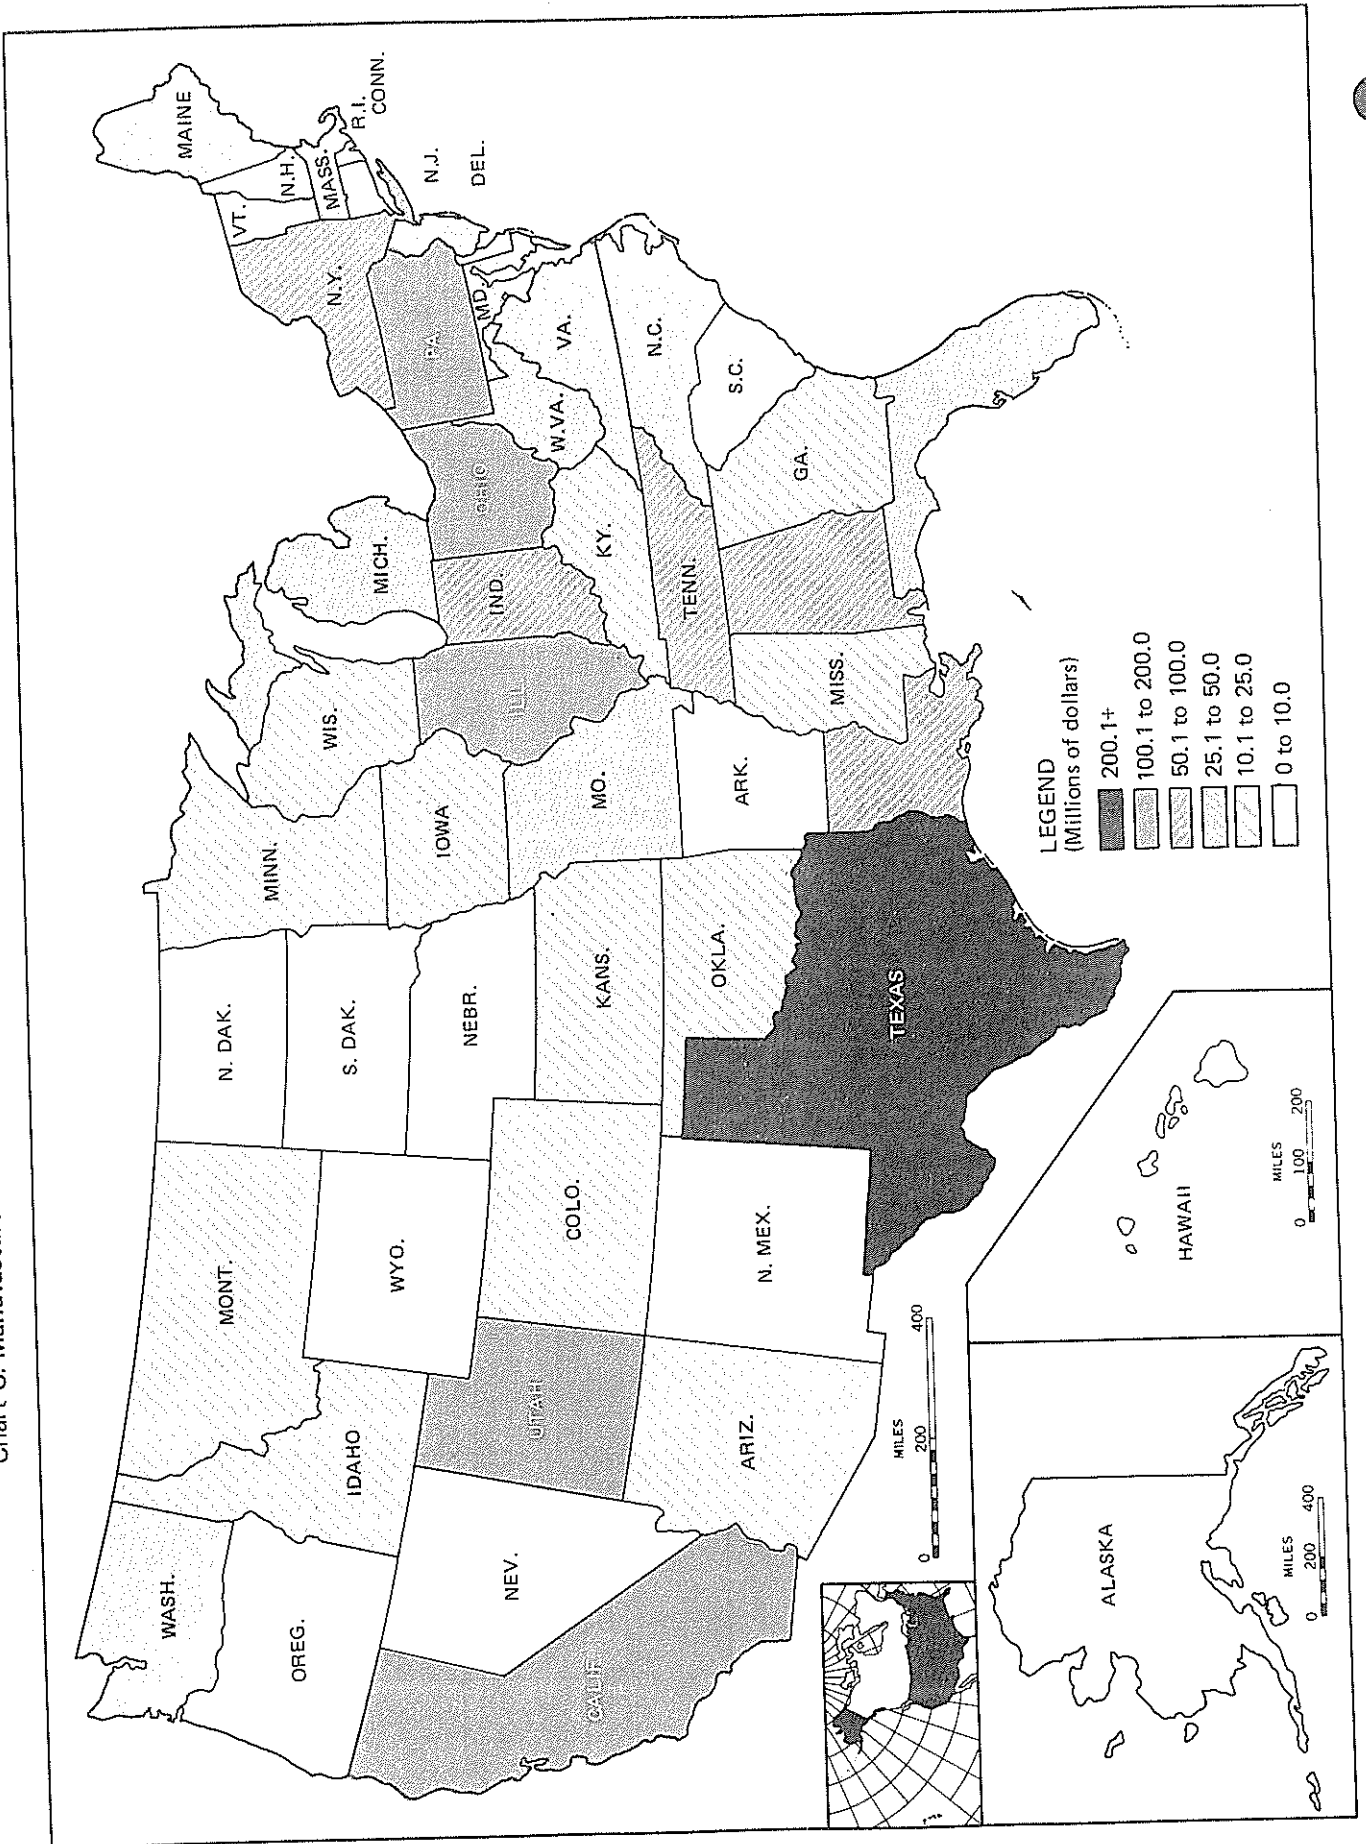 MAINE
VT.
N.H.
MASS.
R.I.
CONN.
N.Y.
N.J.
DEL.
PA.
MD.
VA.
W.VA.
N.C.
S.C.
GA.
OHIO
MICH.
IND.
KY.
TENN.
ILL.
WIS.
MISS.
MINN.
IOWA
MO.
ARK.
N. DAK.
S. DAK.
NEBR.
KANS.
OKLA.
TEXAS
MONT.
WYO.
COLO.
N. MEX.
IDAHO
UTAH
ARIZ.
WASH.
OREG.
NEV.
CALIF.
LEGEND
(Millions of dollars)
200.1+
100.1 to 200.0
50.1 to 100.0
25.1 to 50.0
10.1 to 25.0
0 to 10.0
MILES
0 200 400
ALASKA
MILES
0 200 400
HAWAII
MILES
0 100 200